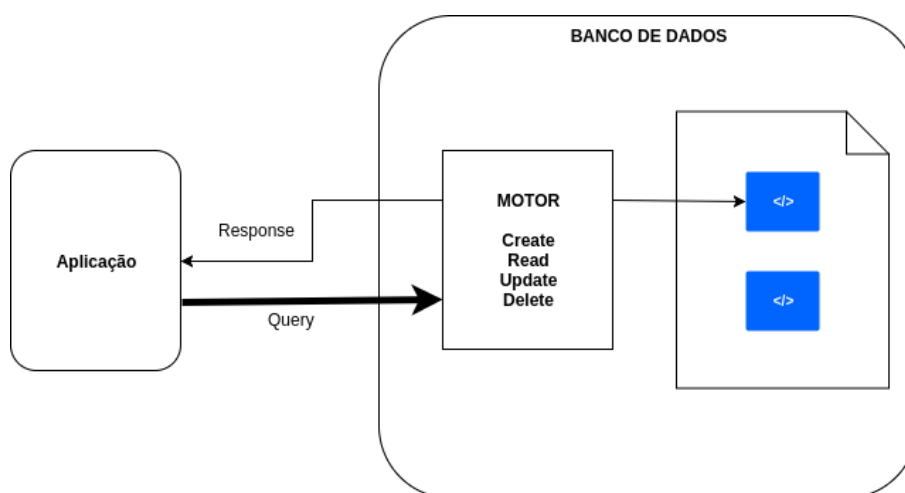 BANCO DE DADOS
Aplicação
Response
Query
MOTOR
Create
Read
Update
Delete
</>
</>